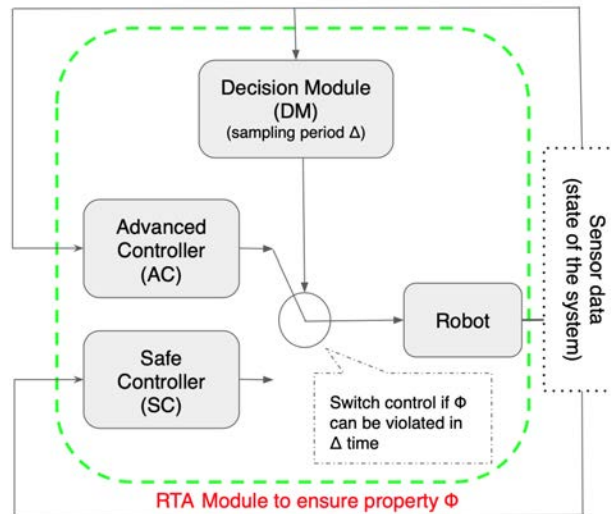 Decision Module
(DM)
(sampling period Δ)
Advanced
Controller
(AC)
Sensor data
(state of the system)
Robot
Safe
Controller
(SC)
Switch control if Φ
can be violated in
Δ time
RTA Module to ensure property Φ